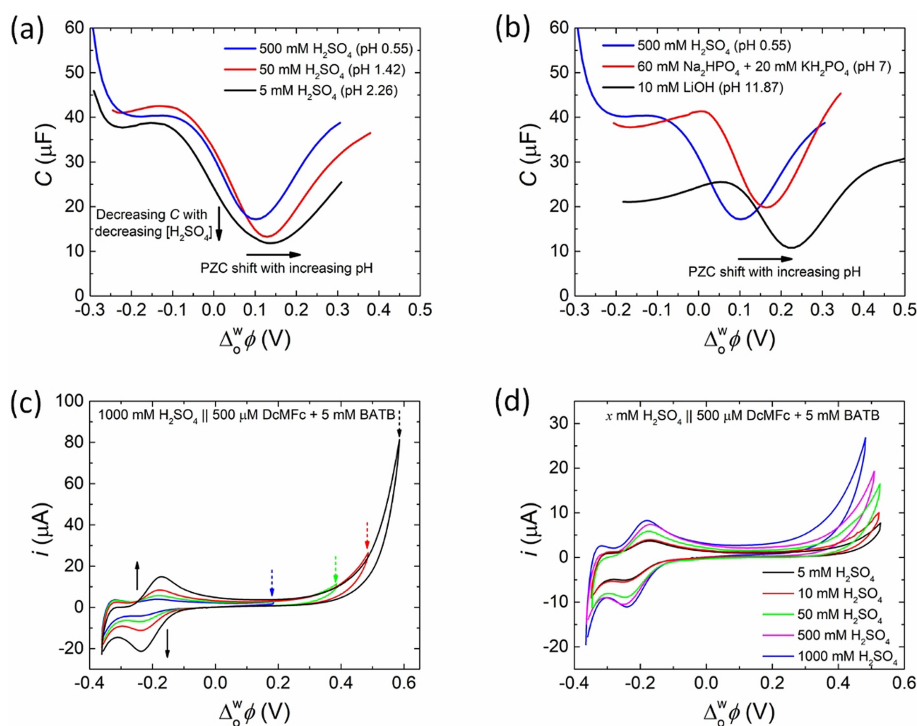 (a)
60
50
40
30
20
10
0
C (μF)
500 mM H₂SO₄ (pH 0.55)
50 mM H₂SO₄ (pH 1.42)
5 mM H₂SO₄ (pH 2.26)
Decreasing C with
decreasing [H₂SO₄]
PZC shift with increasing pH
-0.3 -0.2 -0.1 0.0 0.1 0.2 0.3 0.4 0.5
Δ^w_o ϕ (V)
(b)
60
50
40
30
20
10
0
C (μF)
500 mM H₂SO₄ (pH 0.55)
60 mM Na₂HPO₄ + 20 mM KH₂PO₄ (pH 7)
10 mM LiOH (pH 11.87)
PZC shift with increasing pH
-0.3 -0.2 -0.1 0.0 0.1 0.2 0.3 0.4 0.5
Δ^w_o ϕ (V)
(c)
100
80
60
40
20
0
-20
i (μA)
1000 mM H₂SO₄ || 500 μM DcMFc + 5 mM BATB
-0.4 -0.2 0.0 0.2 0.4 0.6
Δ^w_o ϕ (V)
(d)
30
20
10
0
-10
-20
i (μA)
x mM H₂SO₄ || 500 μM DcMFc + 5 mM BATB
5 mM H₂SO₄
10 mM H₂SO₄
50 mM H₂SO₄
500 mM H₂SO₄
1000 mM H₂SO₄
-0.4 -0.2 0.0 0.2 0.4 0.6
Δ^w_o ϕ (V)